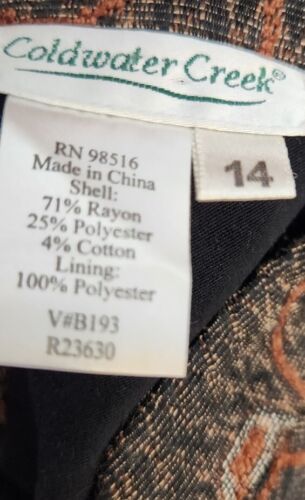 Coldwater Creek®
RN 98516
Made in China
Shell:
71% Rayon
25% Polyester
4% Cotton
Lining:
100% Polyester
V#B193
R23630
14